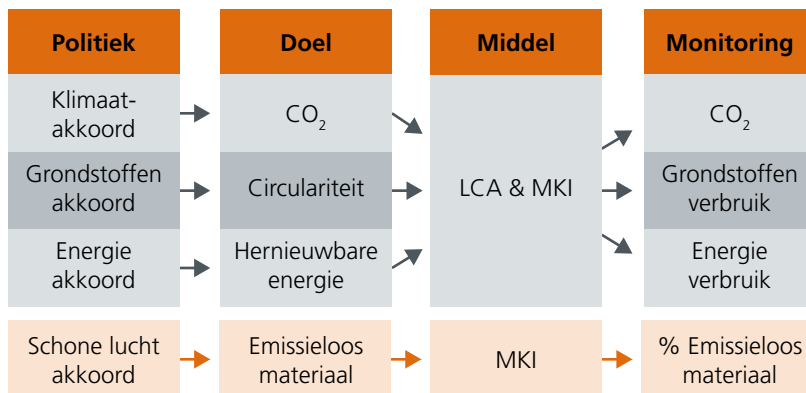 Politiek
Doel
Middel
Monitoring
Klimaat-
akkoord
CO₂
LCA & MKI
CO₂
Grondstoffen
akkoord
Circulariteit
Grondstoffen
verbruik
Energie
akkoord
Hernieuwbare
energie
Energie
verbruik
Schone lucht
akkoord
Emissieloos
materiaal
MKI
% Emissieloos
materiaal